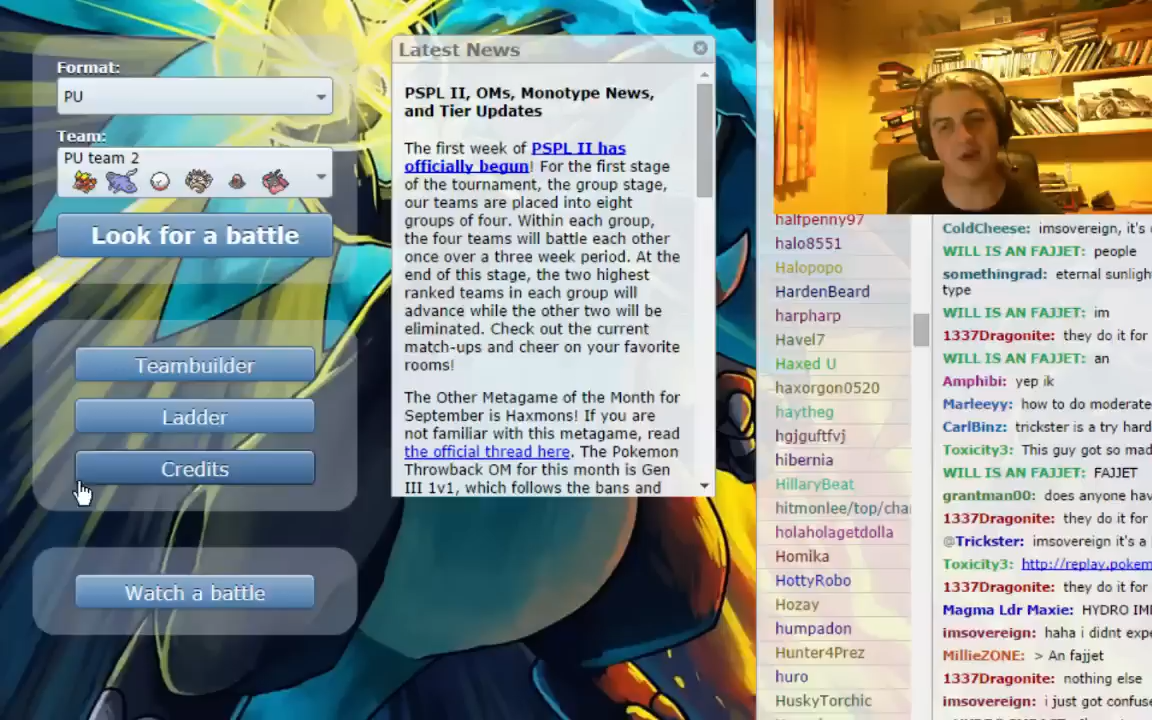 Format:
PU
Team:
PU team 2
Look for a battle
Teambuilder
Ladder
Credits
Watch a battle
Latest News
PSPL II, OMs, Monotype News,
and Tier Updates
The first week of PSPL II has
officially begun! For the first stage
of the tournament, the group stage,
our teams are placed into eight
groups of four. Within each group,
the four teams will battle each other
once over a three week period. At the
end of this stage, the two highest
ranked teams in each group will
advance while the other two will be
eliminated. Check out the current
match-ups and cheer on your favorite
rooms!
The Other Metagame of the Month for
September is Haxmons! If you are
not familiar with this metagame, read
the official thread here. The Pokemon
Throwback OM for this month is Gen
III 1v1, which follows the bans and
halfpenny97
halo8551
Halopopo
HardenBeard
harpharp
Havel7
Haxed U
haxorgon0520
haytheg
hgjguftfvj
hibernia
HillaryBeat
hitmonlee/top/cha
holaholagetdolla
Homika
HottyRobo
Hozay
humpadon
Hunter4Prez
huro
HuskyTorchic
ColdCheese: imsovereign, it's
WILL IS AN FAJJET: people
somethingrad: eternal sunligh
type
WILL IS AN FAJJET: im
1337Dragonite: they do it for
WILL IS AN FAJJET: an
Amphibi: yep ik
Marleeyy: how to do moderate
CarlBinz: trickster is a try hard
Toxicity3: This guy got so mad
WILL IS AN FAJJET: FAJJET
grantman00: does anyone hav
1337Dragonite: they do it for
@Trickster: imsovereign it's a
Toxicity3: http://replay.pokem
1337Dragonite: they do it for
Magma Ldr Maxie: HYDRO IM
imsovereign: haha i didnt expe
MillieZONE: > An fajjet
1337Dragonite: nothing else
imsovereign: i just got confuse